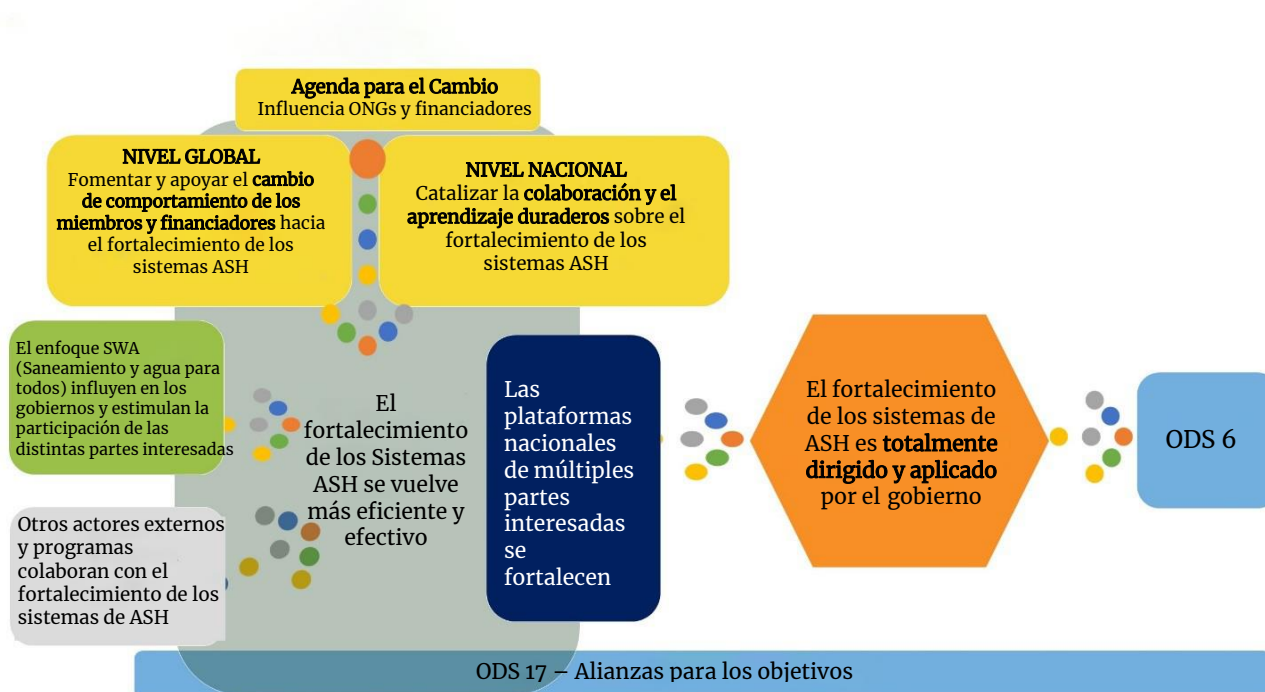 Agenda para el Cambio
Influencia ONGs y financiadores
NIVEL GLOBAL
Fomentar y apoyar el cambio
de comportamiento de los
miembros y financiadores hacia
el fortalecimiento de los
sistemas ASH
NIVEL NACIONAL
Catalizar la colaboración y el
aprendizaje duraderos sobre el
fortalecimiento de los
sistemas ASH
El enfoque SWA
(Saneamiento y agua para
todos) influyen en los
gobiernos y estimulan la
participación de las
distintas partes interesadas
Otros actores externos
y programas
colaboran con el
fortalecimiento de los
sistemas de ASH
El
fortalecimiento
de los Sistemas
ASH se vuelve
más eficiente y
efectivo
Las
plataformas
nacionales
de múltiples
partes
interesadas
se
fortalecen
El fortalecimiento
de los sistemas de
ASH es totalmente
dirigido y aplicado
por el gobierno
ODS 6
ODS 17 – Alianzas para los objetivos